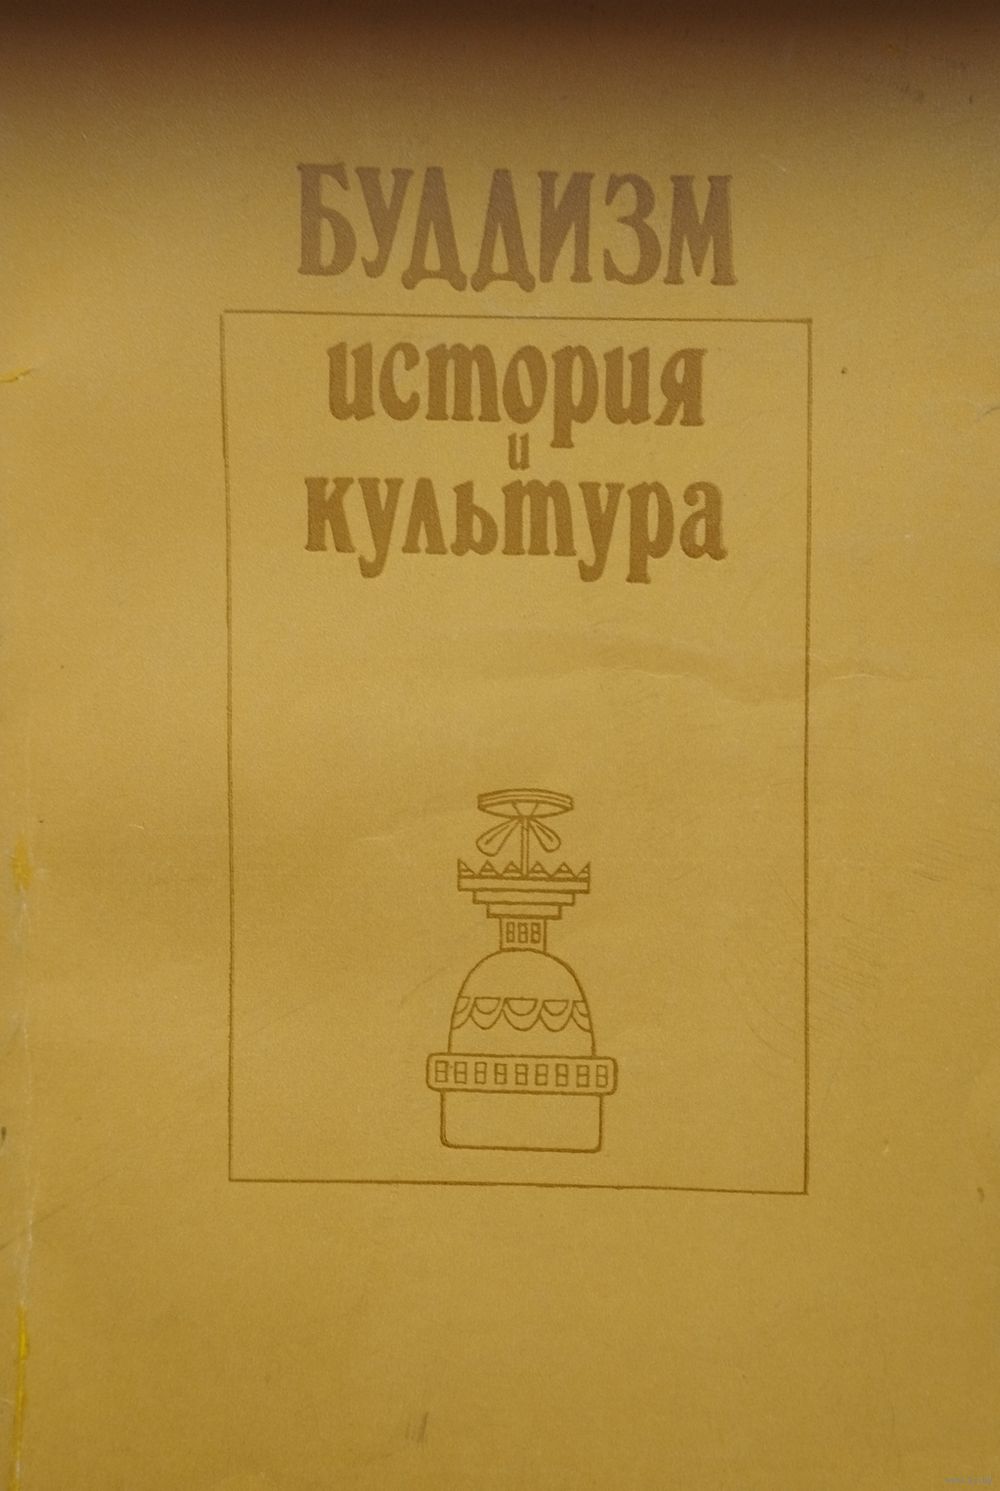 БУДДИЗМ
история
и
культура